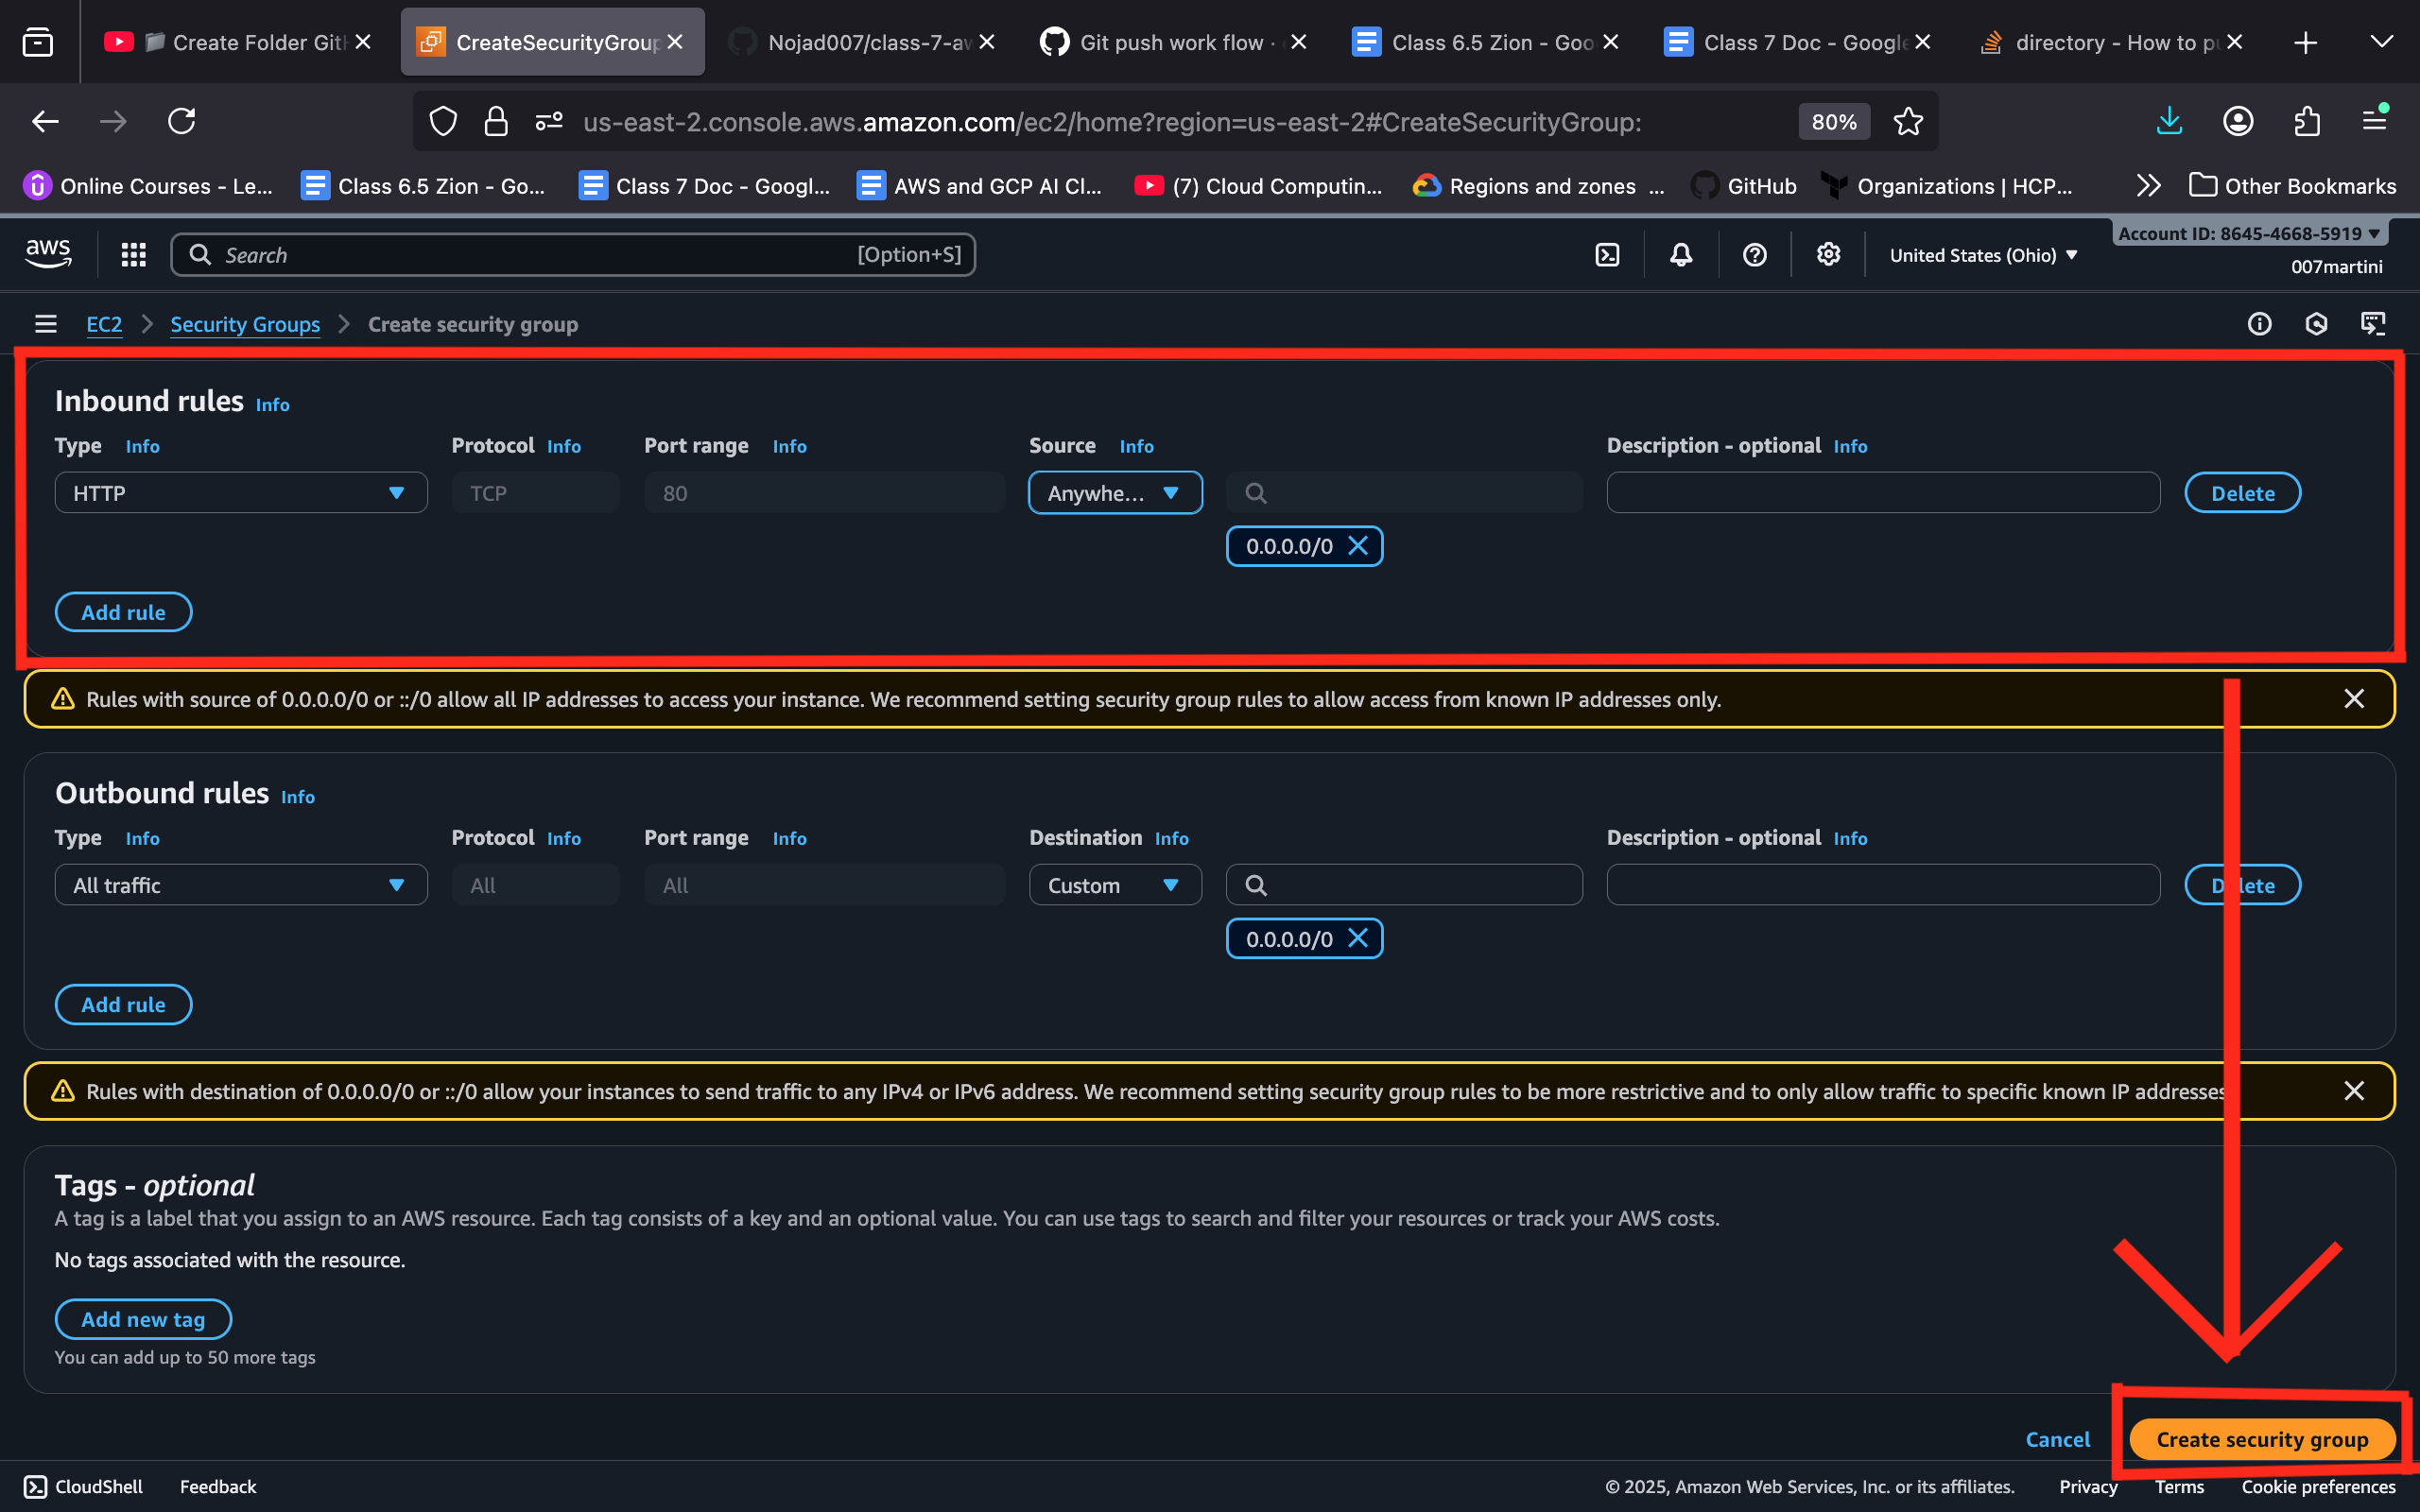 Create Folder Git
CreateSecurityGroup
Nojad007/class-7-aw
Git push work flow ·
Class 6.5 Zion - Goo
Class 7 Doc - Google
directory - How to pu
us-east-2.console.aws.amazon.com/ec2/home?region=us-east-2#CreateSecurityGroup:
80%
Online Courses - Le...
Class 6.5 Zion - Go...
Class 7 Doc - Googl...
AWS and GCP AI Cl...
(7) Cloud Computin...
Regions and zones ...
GitHub
Organizations | HCP...
Other Bookmarks
aws
Search
[Option+S]
United States (Ohio)
Account ID: 8645-4668-5919
007martini
EC2
Security Groups
Create security group
Inbound rules Info
Type Info
Protocol Info
Port range Info
Source Info
Description - optional Info
HTTP
TCP
80
Anywhe...
Delete
0.0.0.0/0
Add rule
Rules with source of 0.0.0.0/0 or ::/0 allow all IP addresses to access your instance. We recommend setting security group rules to allow access from known IP addresses only.
Outbound rules Info
Type Info
Protocol Info
Port range Info
Destination Info
Description - optional Info
All traffic
All
All
Custom
Delete
0.0.0.0/0
Add rule
Rules with destination of 0.0.0.0/0 or ::/0 allow your instances to send traffic to any IPv4 or IPv6 address. We recommend setting security group rules to be more restrictive and to only allow traffic to specific known IP addresses
Tags - optional
A tag is a label that you assign to an AWS resource. Each tag consists of a key and an optional value. You can use tags to search and filter your resources or track your AWS costs.
No tags associated with the resource.
Add new tag
You can add up to 50 more tags
Cancel
Create security group
CloudShell
Feedback
© 2025, Amazon Web Services, Inc. or its affiliates.
Privacy
Terms
Cookie preferences